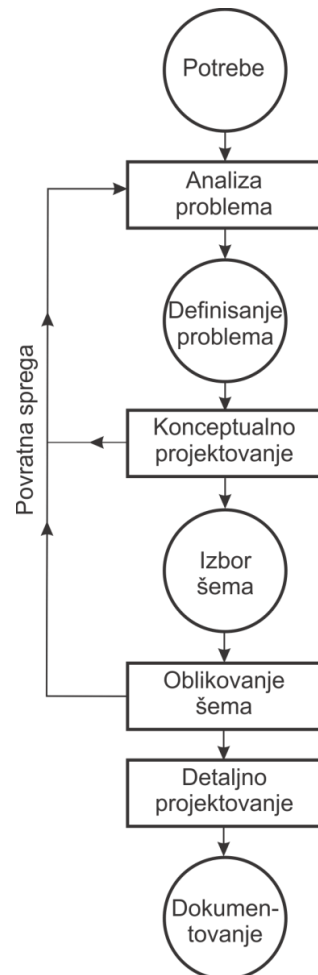 Potrebe
Analiza
problema
Definisanje
problema
Povratna sprega
Konceptualno
projektovanje
Izbor
šema
Oblikovanje
šema
Detaljno
projektovanje
Dokumen-
tovanje